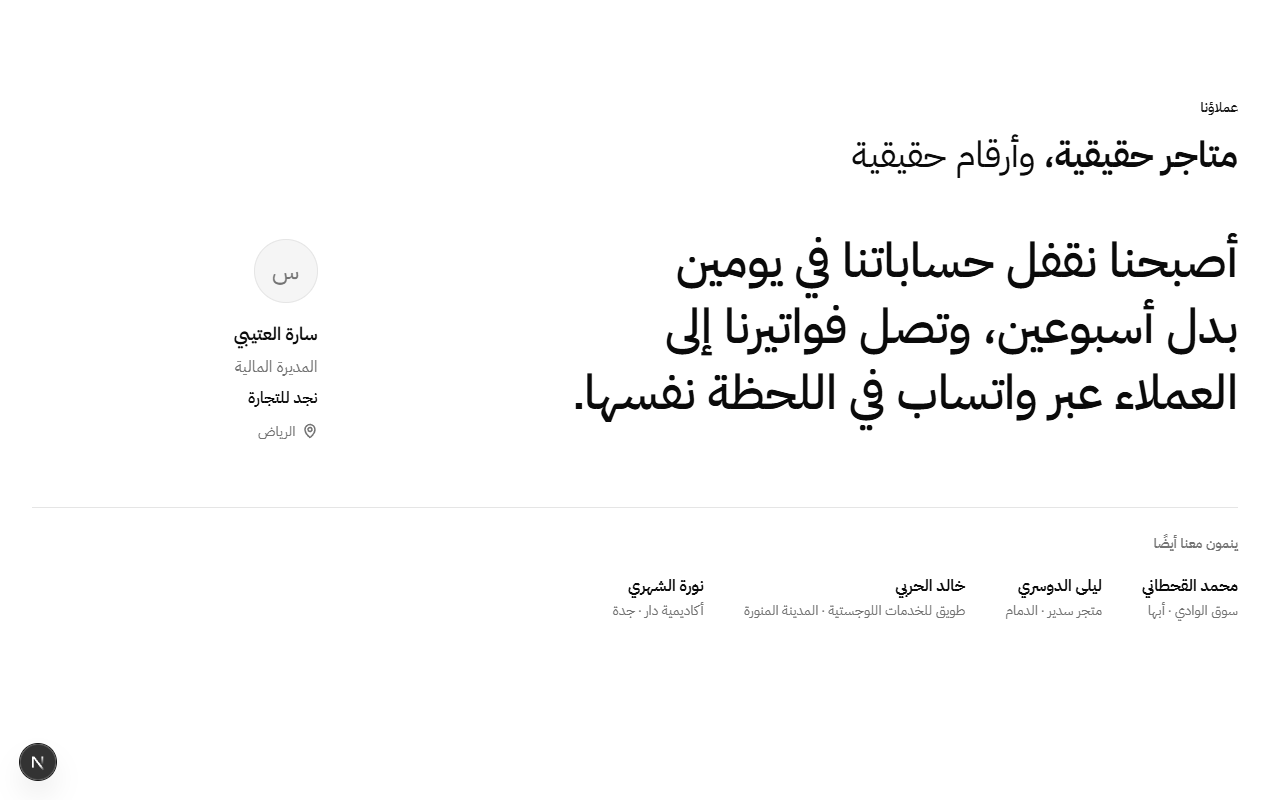 عملاؤنا
متاجر حقيقية، وأرقام حقيقية
أصبحنا نقفل حساباتنا في يومين
بدل أسبوعين، وتصل فواتيرنا إلى
العملاء عبر واتساب في اللحظة نفسها.
س
سارة العتيبي
المديرة المالية
نجد للتجارة
الرياض
ينمون معنا أيضًا
محمد القحطاني
سوق الوادي · أبها
ليلى الدوسري
متجر سدير · الدمام
خالد الحربي
طويق للخدمات اللوجستية · المدينة المنورة
نورة الشهري
أكاديمية دار · جدة
N